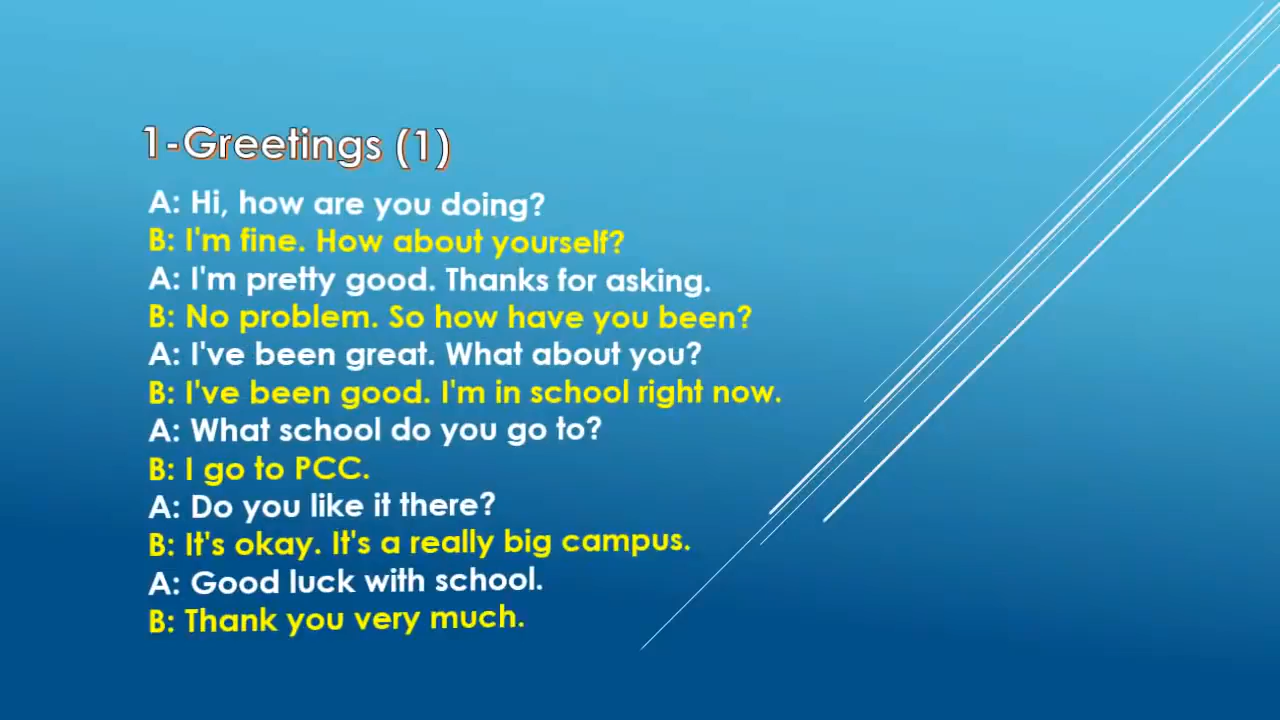 1-Greetings (1)
A: Hi, how are you doing?
B: I'm fine. How about yourself?
A: I'm pretty good. Thanks for asking.
B: No problem. So how have you been?
A: I've been great. What about you?
B: I've been good. I'm in school right now.
A: What school do you go to?
B: I go to PCC.
A: Do you like it there?
B: It's okay. It's a really big campus.
A: Good luck with school.
B: Thank you very much.